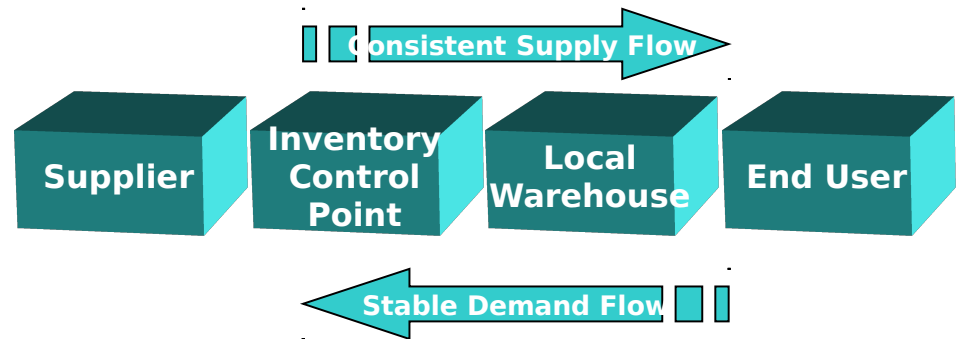 Consistent Supply Flow
Supplier
Inventory
Control
Point
Local
Warehouse
End User
Stable Demand Flow